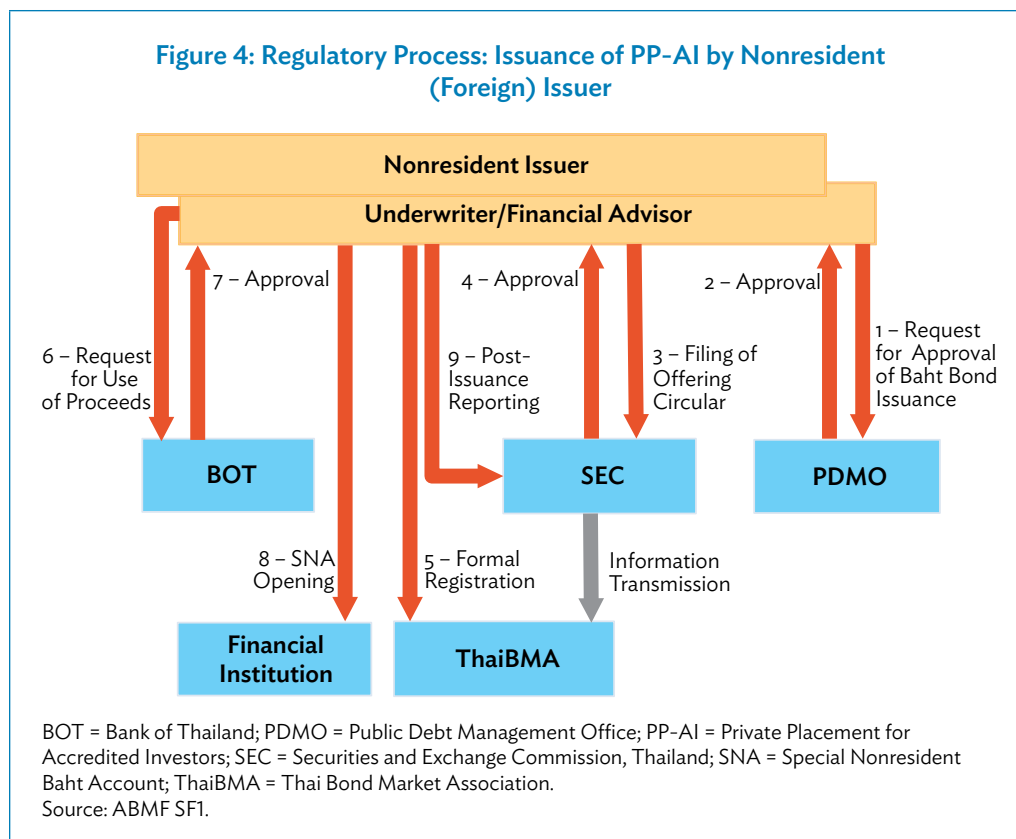 Figure 4: Regulatory Process: Issuance of PP-AI by Nonresident
(Foreign) Issuer
Nonresident Issuer
Underwriter/Financial Advisor
7 – Approval
4 – Approval
2 – Approval
6 – Request
for Use
of Proceeds
9 – Post-
Issuance
Reporting
3 – Filing of
Offering
Circular
1 – Request
for Approval
of Baht Bond
Issuance
BOT
SEC
PDMO
8 – SNA
Opening
5 – Formal
Registration
Information
Transmission
Financial
Institution
ThaiBMA
BOT = Bank of Thailand; PDMO = Public Debt Management Office; PP-AI = Private Placement for
Accredited Investors; SEC = Securities and Exchange Commission, Thailand; SNA = Special Nonresident
Baht Account; ThaiBMA = Thai Bond Market Association.
Source: ABMF SF1.